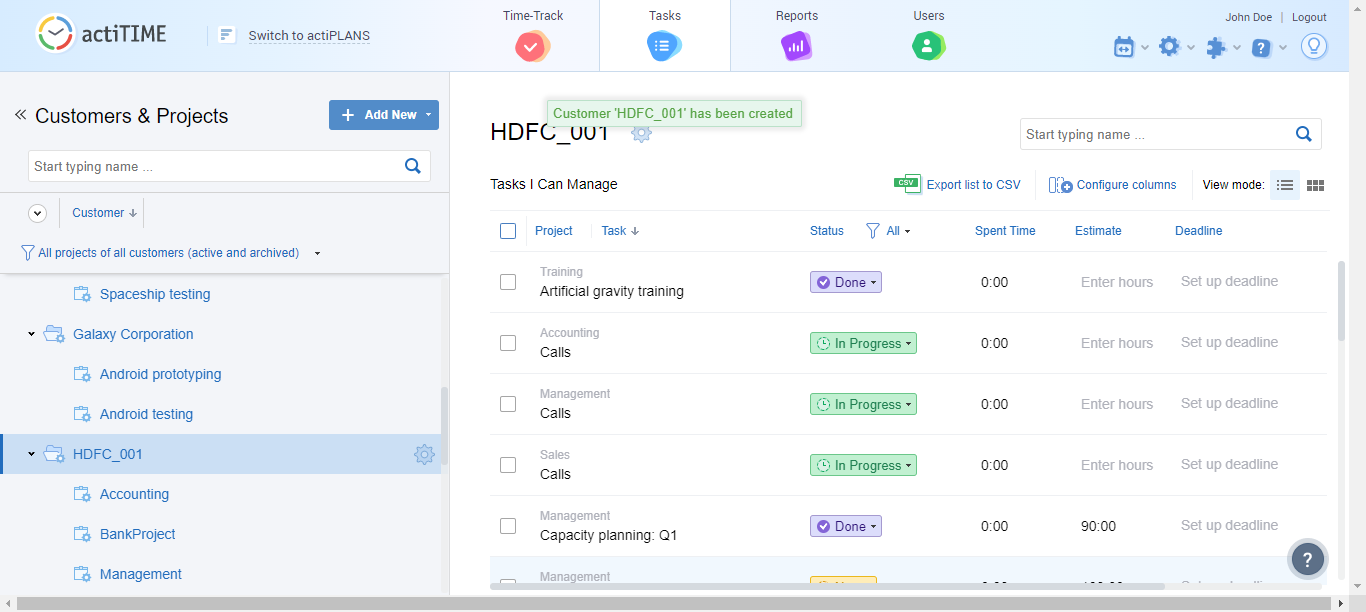 actiTIME
Switch to actiPLANS
Time-Track
Tasks
Reports
Users
John Doe | Logout
Customers & Projects
Add New
Start typing name ...
Customer
All projects of all customers (active and archived)
Spaceship testing
Galaxy Corporation
Android prototyping
Android testing
HDFC_001
Accounting
BankProject
Management
Customer 'HDFC_001' has been created
HDFC_001
Start typing name ...
Tasks I Can Manage
CSV Export list to CSV
Configure columns
View mode:
Project Task Status All Spent Time Estimate Deadline
Training
Artificial gravity training Done 0:00 Enter hours Set up deadline
Accounting
Calls In Progress 0:00 Enter hours Set up deadline
Management
Calls In Progress 0:00 Enter hours Set up deadline
Sales
Calls In Progress 0:00 Enter hours Set up deadline
Management
Capacity planning: Q1 Done 0:00 90:00 Set up deadline
Management
?